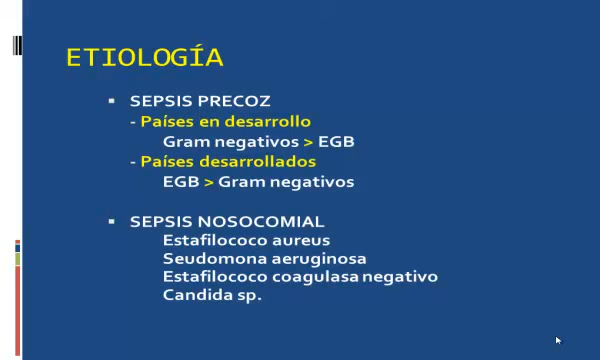 ETIOLOGÍA
▪ SEPSIS PRECOZ
- Países en desarrollo
Gram negativos > EGB
- Países desarrollados
EGB > Gram negativos
▪ SEPSIS NOSOCOMIAL
Estafilococo aureus
Seudomona aeruginosa
Estafilococo coagulasa negativo
Candida sp.